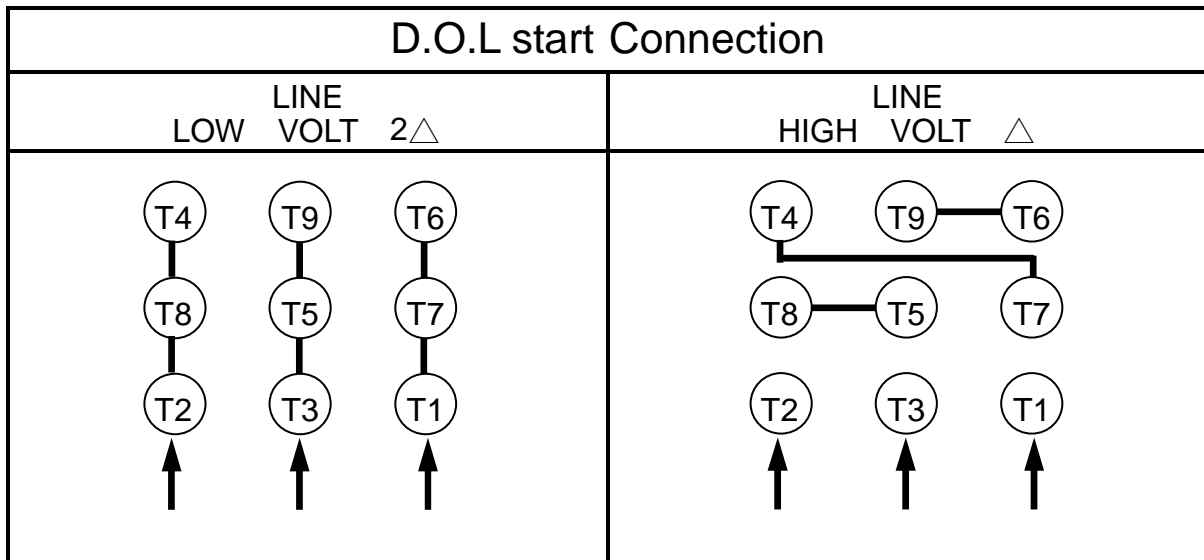 D.O.L start Connection
LINE
LOW VOLT 2△
LINE
HIGH VOLT △
T4 T9 T6
T8 T5 T7
T2 T3 T1
T4 T9 T6
T8 T5 T7
T2 T3 T1